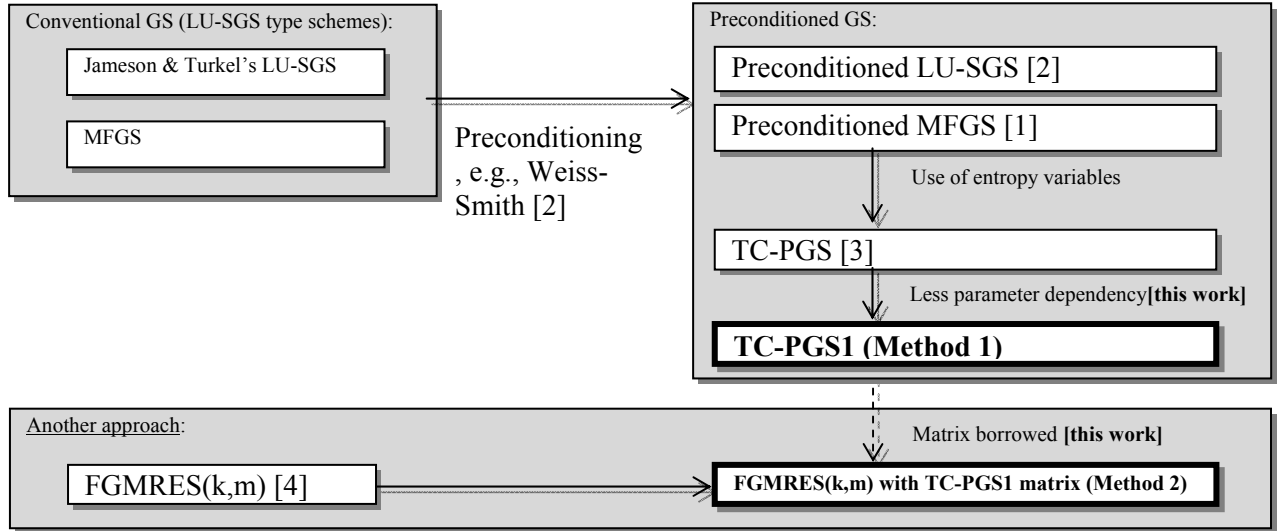 Conventional GS (LU-SGS type schemes):
Jameson & Turkel's LU-SGS
MFGS
Preconditioning
, e.g., Weiss-
Smith [2]
Preconditioned GS:
Preconditioned LU-SGS [2]
Preconditioned MFGS [1]
Use of entropy variables
TC-PGS [3]
Less parameter dependency[this work]
TC-PGS1 (Method 1)
Another approach:
Matrix borrowed [this work]
FGMRES(k,m) [4]
FGMRES(k,m) with TC-PGS1 matrix (Method 2)